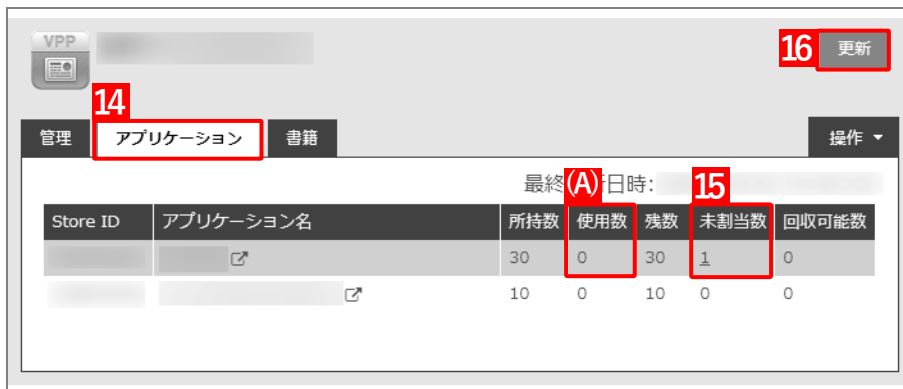 VPP
16 更新
14
管理 アプリケーション 書籍 操作
最終 (A) 新日時: 15
Store ID アプリケーション名 所持数 使用数 残数 未割当数 回収可能数
30 0 30 1 0
10 0 10 0 0